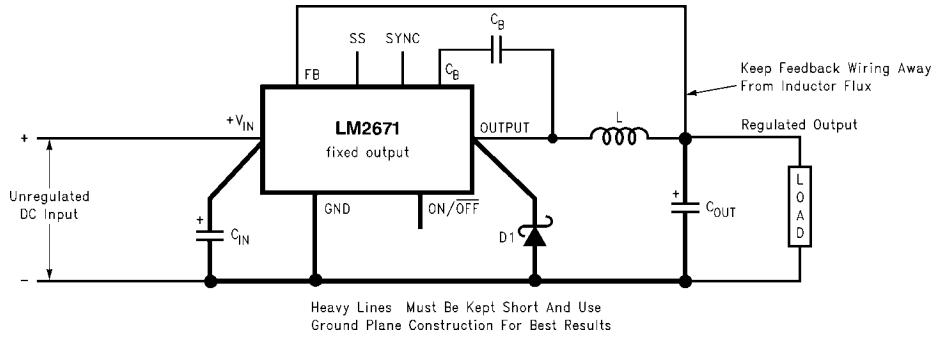 C_B
SS SYNC
FB C_B
Keep Feedback Wiring Away
From Inductor Flux
+V_IN LM2671 OUTPUT L Regulated Output
fixed output
+
Unregulated
DC Input
GND ON/O̅F̅F̅
+ C_IN
D1
+ C_OUT
LOAD
−
Heavy Lines Must Be Kept Short And Use
Ground Plane Construction For Best Results